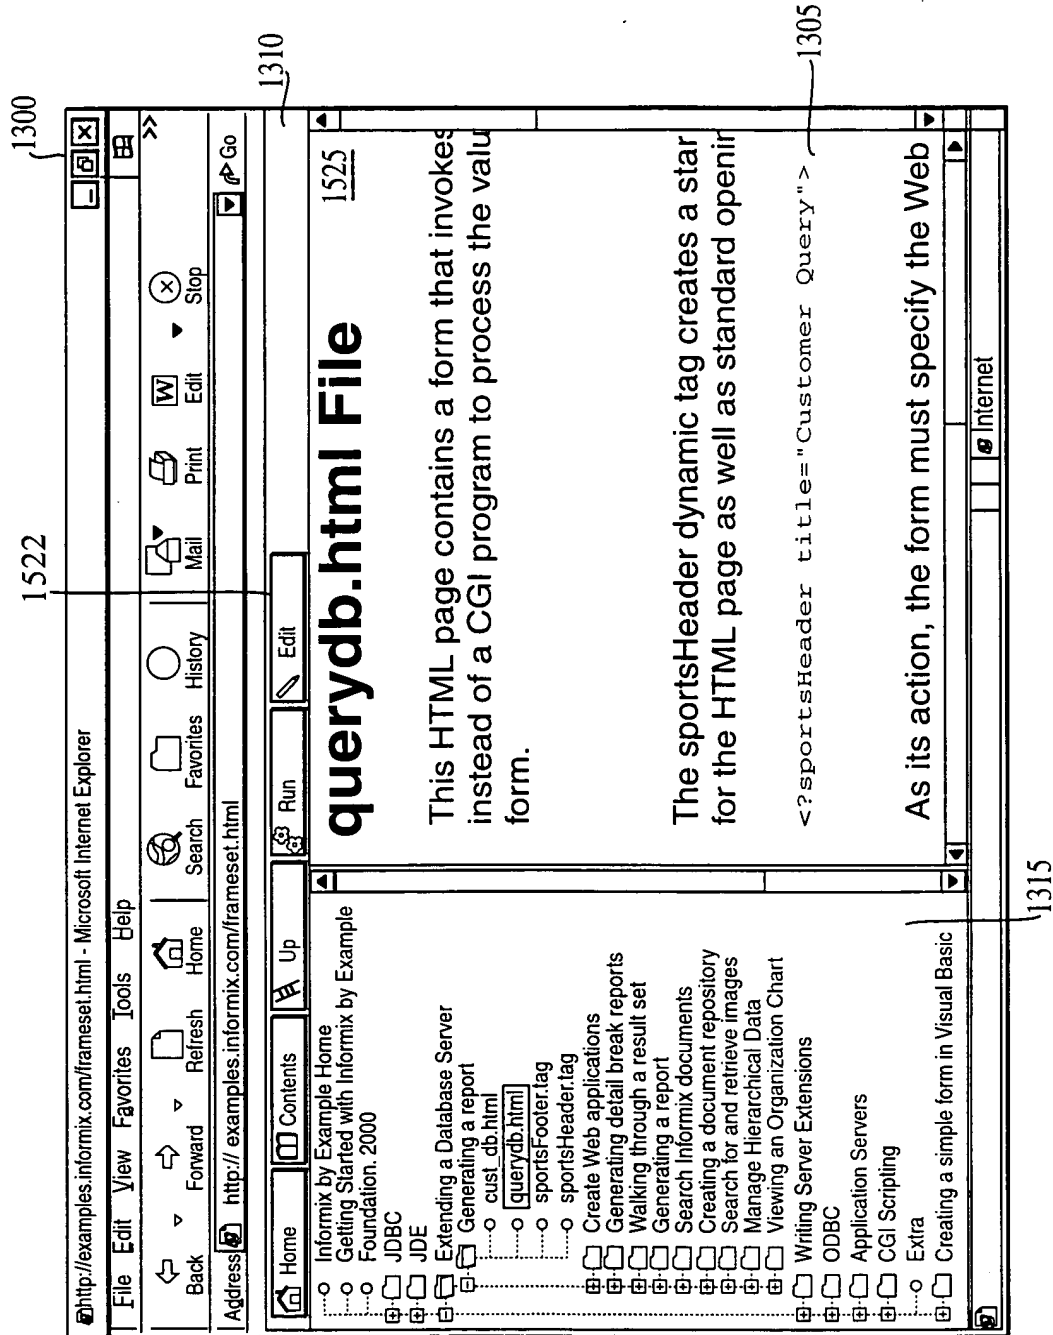 1300
http://examples.informix.com/frameset.html - Microsoft Internet Explorer
File Edit View Favorites Tools Help
Back Forward Refresh Home Search Favorites History Mail Print Edit Stop
Address http:// examples.informix.com/frameset.html Go
1522
1310
Home Contents Up Run Edit
Informix by Example Home
Getting Started with Informix by Example
Foundation. 2000
JDBC
JDE
Extending a Database Server
Generating a report
cust_db.html
querydb.html
sportsFooter.tag
sportsHeader.tag
Create Web applications
Generating detail break reports
Walking through a result set
Generating a report
Search Informix documents
Creating a document repository
Search for and retrieve images
Manage Hierarchical Data
Viewing an Organization Chart
Writing Server Extensions
ODBC
Application Servers
CGI Scripting
Extra
Creating a simple form in Visual Basic
1315
querydb.html File
1525
This HTML page contains a form that invokes
instead of a CGI program to process the valu
form.
The sportsHeader dynamic tag creates a star
for the HTML page as well as standard openir
<?sportsHeader title="Customer Query">
1305
As its action, the form must specify the Web
Internet